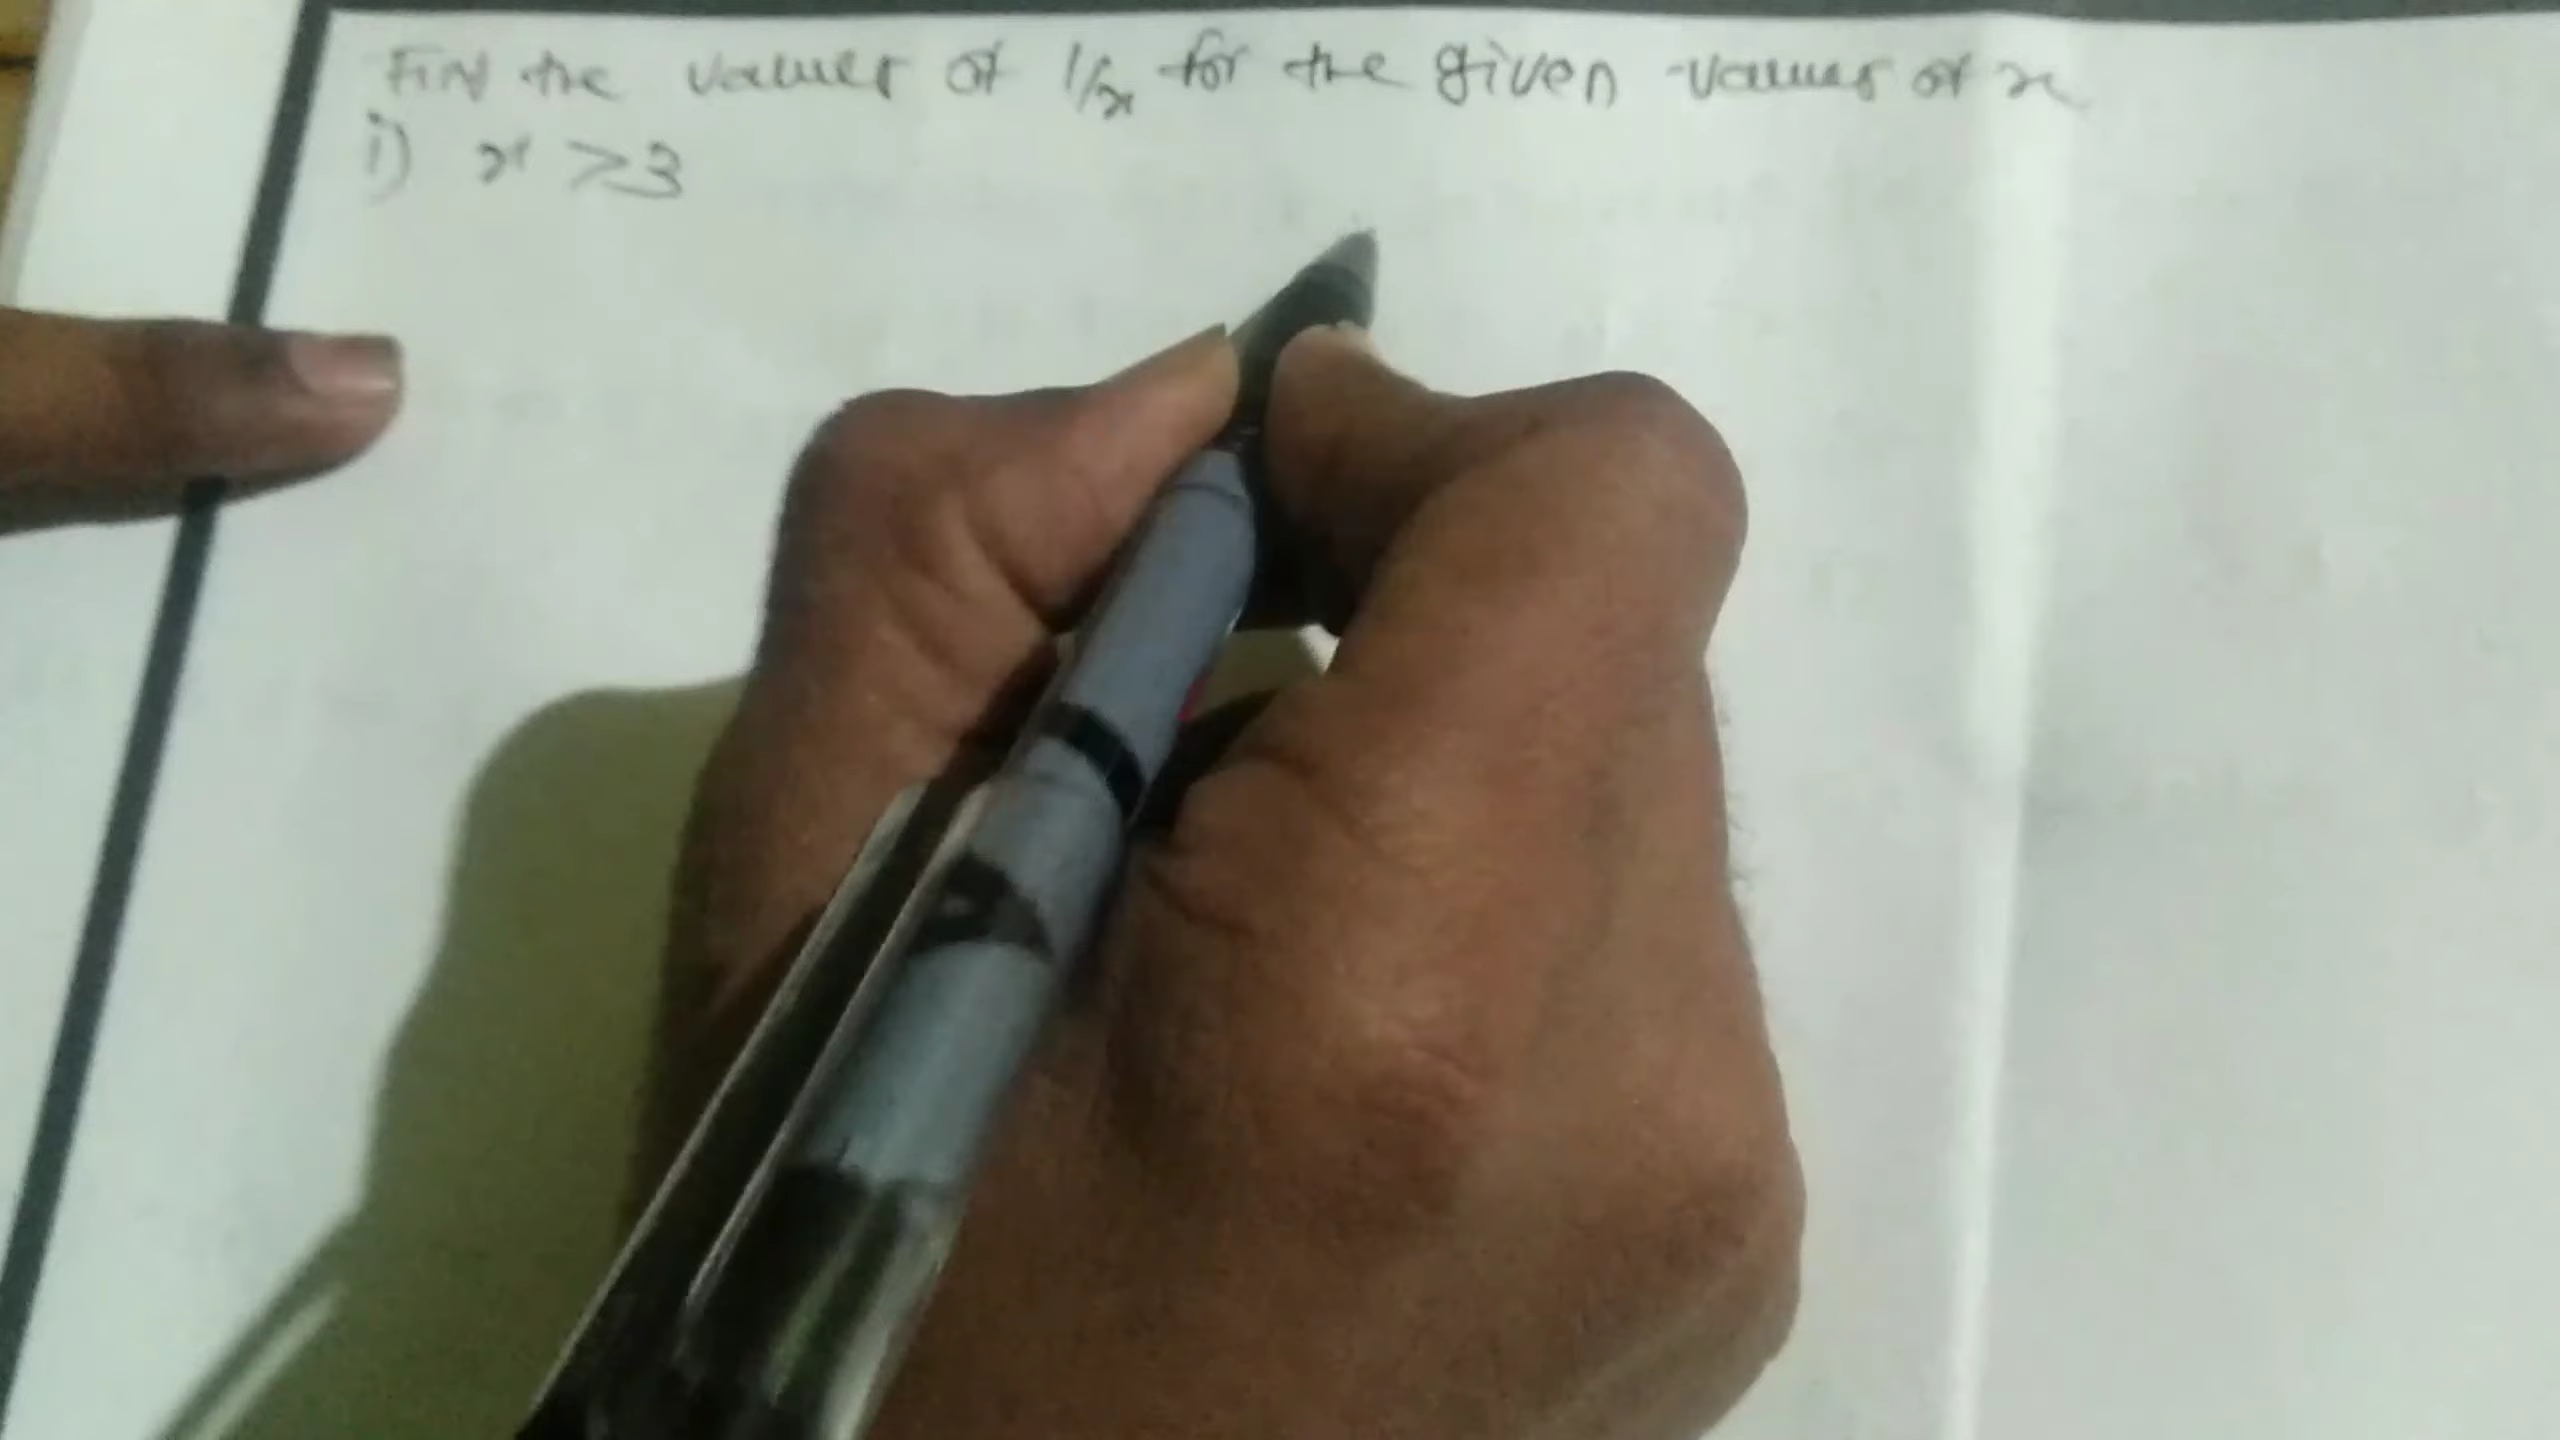 Find the values of 1/x for the given values of x
i) x > 3